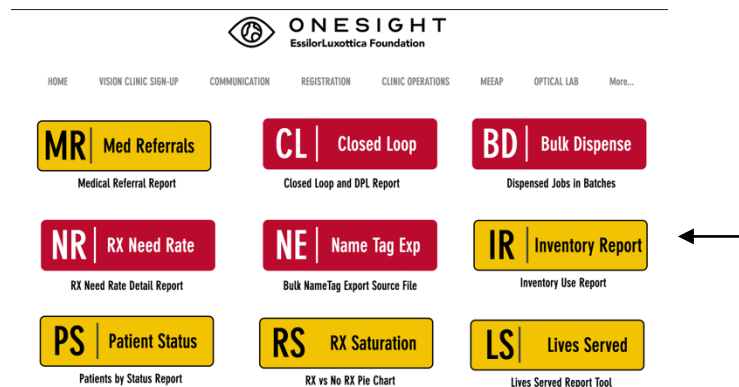 ONESIGHT
EssilorLuxottica Foundation
HOME VISION CLINIC SIGN-UP COMMUNICATION REGISTRATION CLINIC OPERATIONS MEEAP OPTICAL LAB More...
MR Med Referrals CL Closed Loop BD Bulk Dispense
Medical Referral Report Closed Loop and DPL Report Dispensed Jobs in Batches
NR RX Need Rate NE Name Tag Exp IR Inventory Report
RX Need Rate Detail Report Bulk NameTag Export Source File Inventory Use Report
PS Patient Status RS RX Saturation LS Lives Served
Patients by Status Report RX vs No RX Pie Chart Lives Served Report Tool